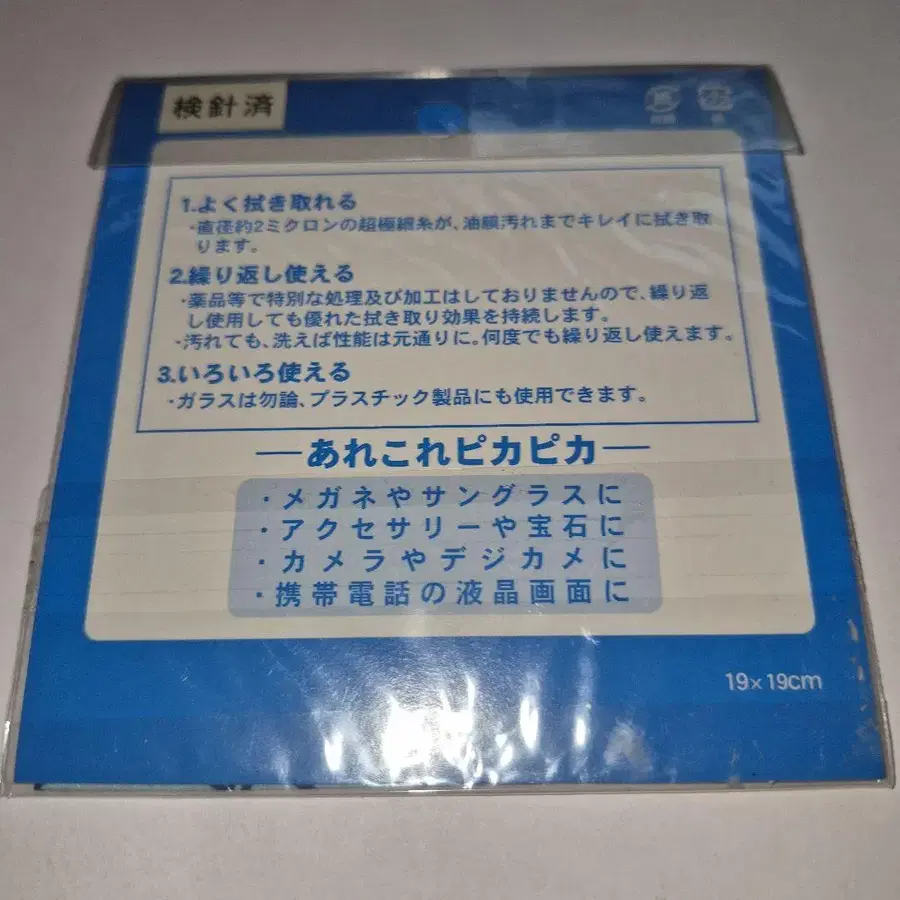 検針済
1.よく拭き取れる
・直径約2ミクロンの超極細糸が、油膜汚れまでキレイに拭き取
ります。
2.繰り返し使える
・薬品等で特別な処理及び加工はしておりませんので、繰り返
し使用しても優れた拭き取り効果を持続します。
・汚れても、洗えば性能は元通りに。何度でも繰り返し使えます。
3.いろいろ使える
・ガラスは勿論、プラスチック製品にも使用できます。
―あれこれピカピカ―
・メガネやサングラスに
・アクセサリーや宝石に
・カメラやデジカメに
・携帯電話の液晶画面に
19×19cm